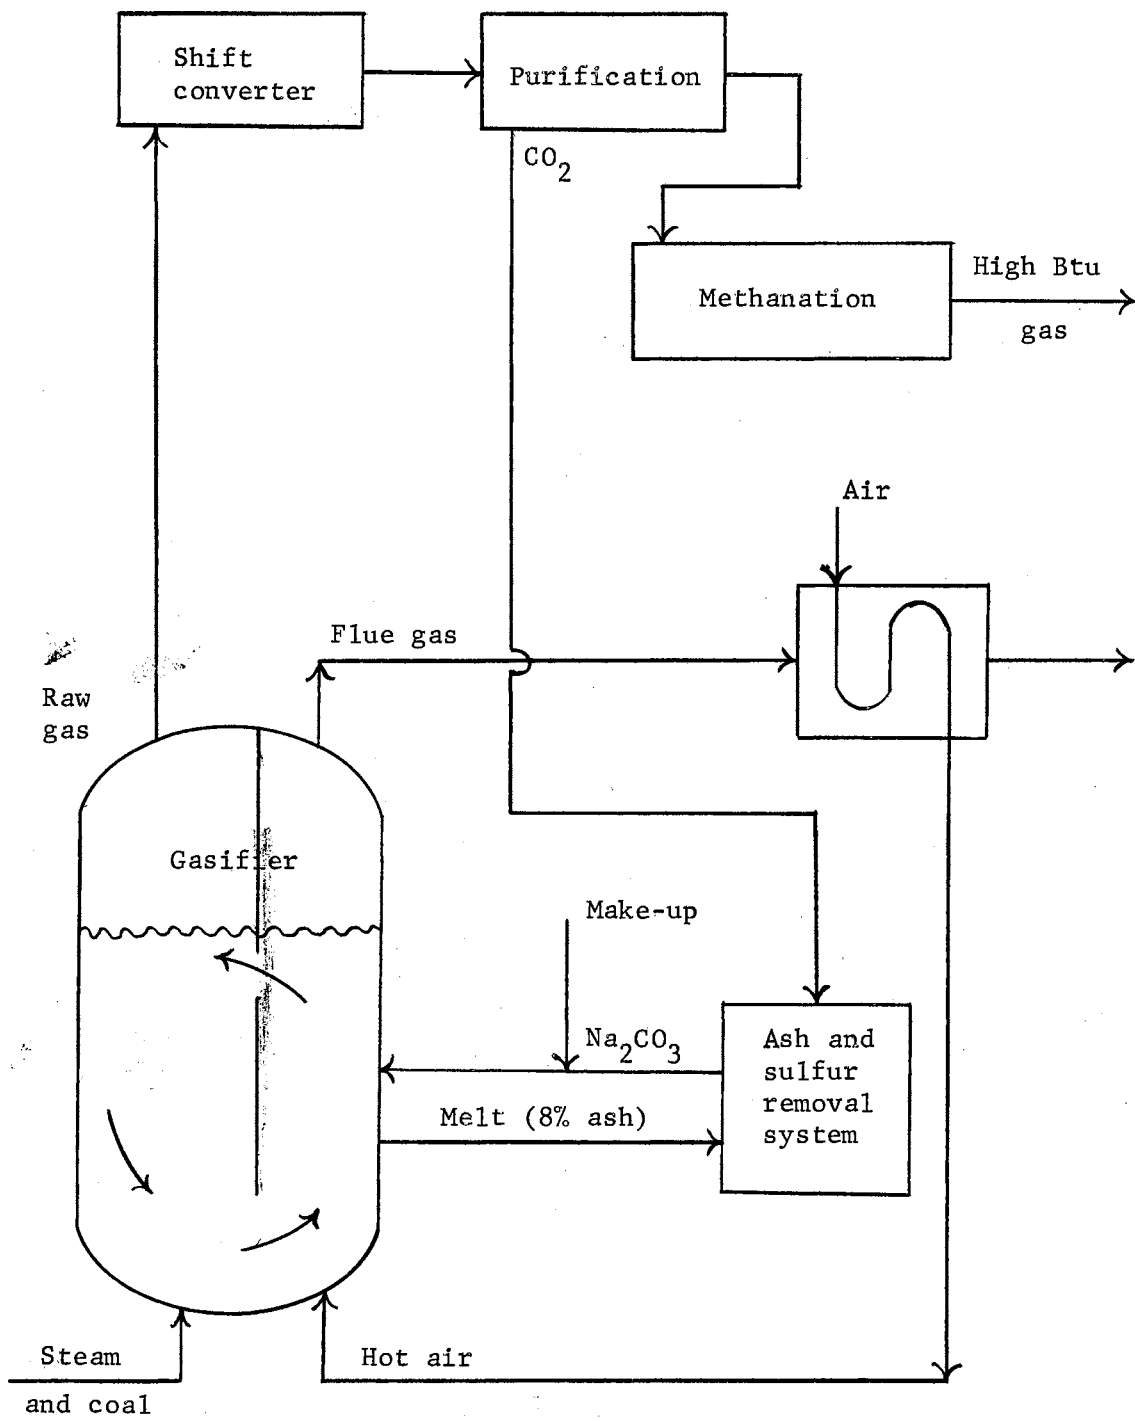 Shift
converter
Purification
CO2
Methanation
High Btu
gas
Air
Flue gas
Raw
gas
Gasifier
Make-up
Na2CO3
Ash and
sulfur
removal
system
Melt (8% ash)
Steam
and coal
Hot air